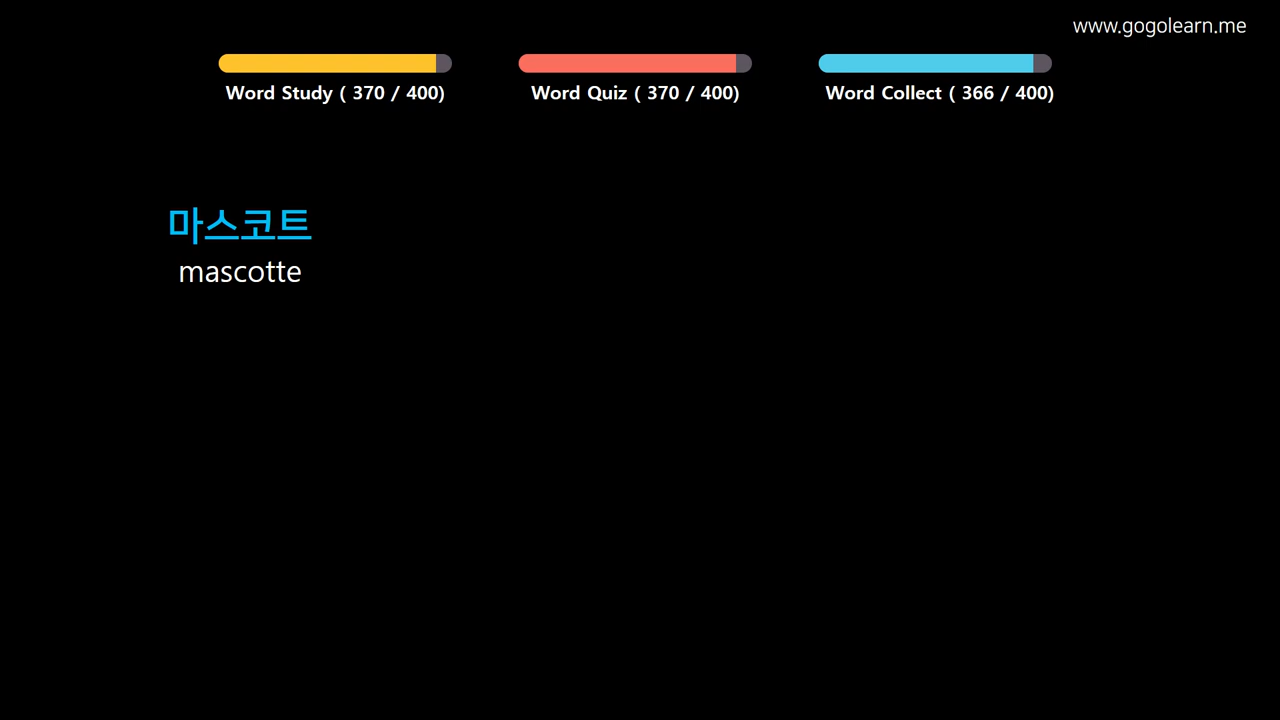 www.gogolearn.me
Word Study ( 370 / 400)
Word Quiz ( 370 / 400)
Word Collect ( 366 / 400)
마스코트
mascotte